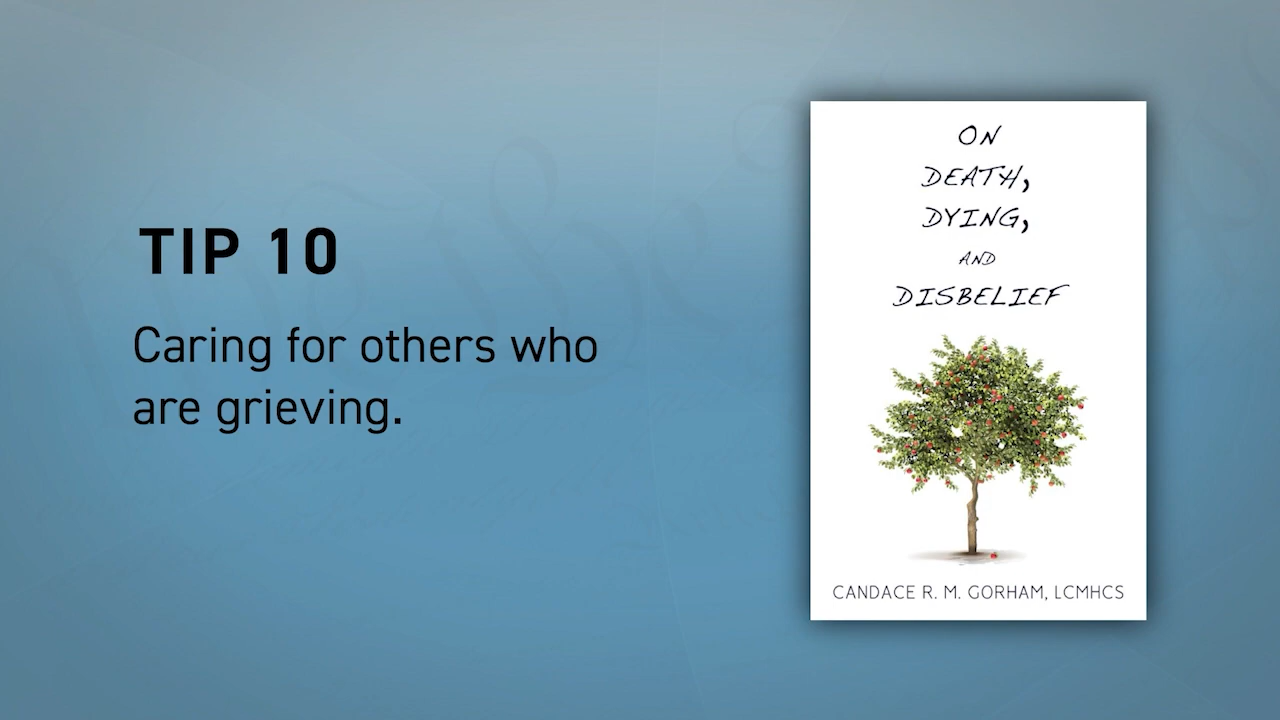 TIP 10
Caring for others who
are grieving.
ON
DEATH,
DYING,
AND
DISBELIEF
CANDACE R. M. GORHAM, LCMHCS